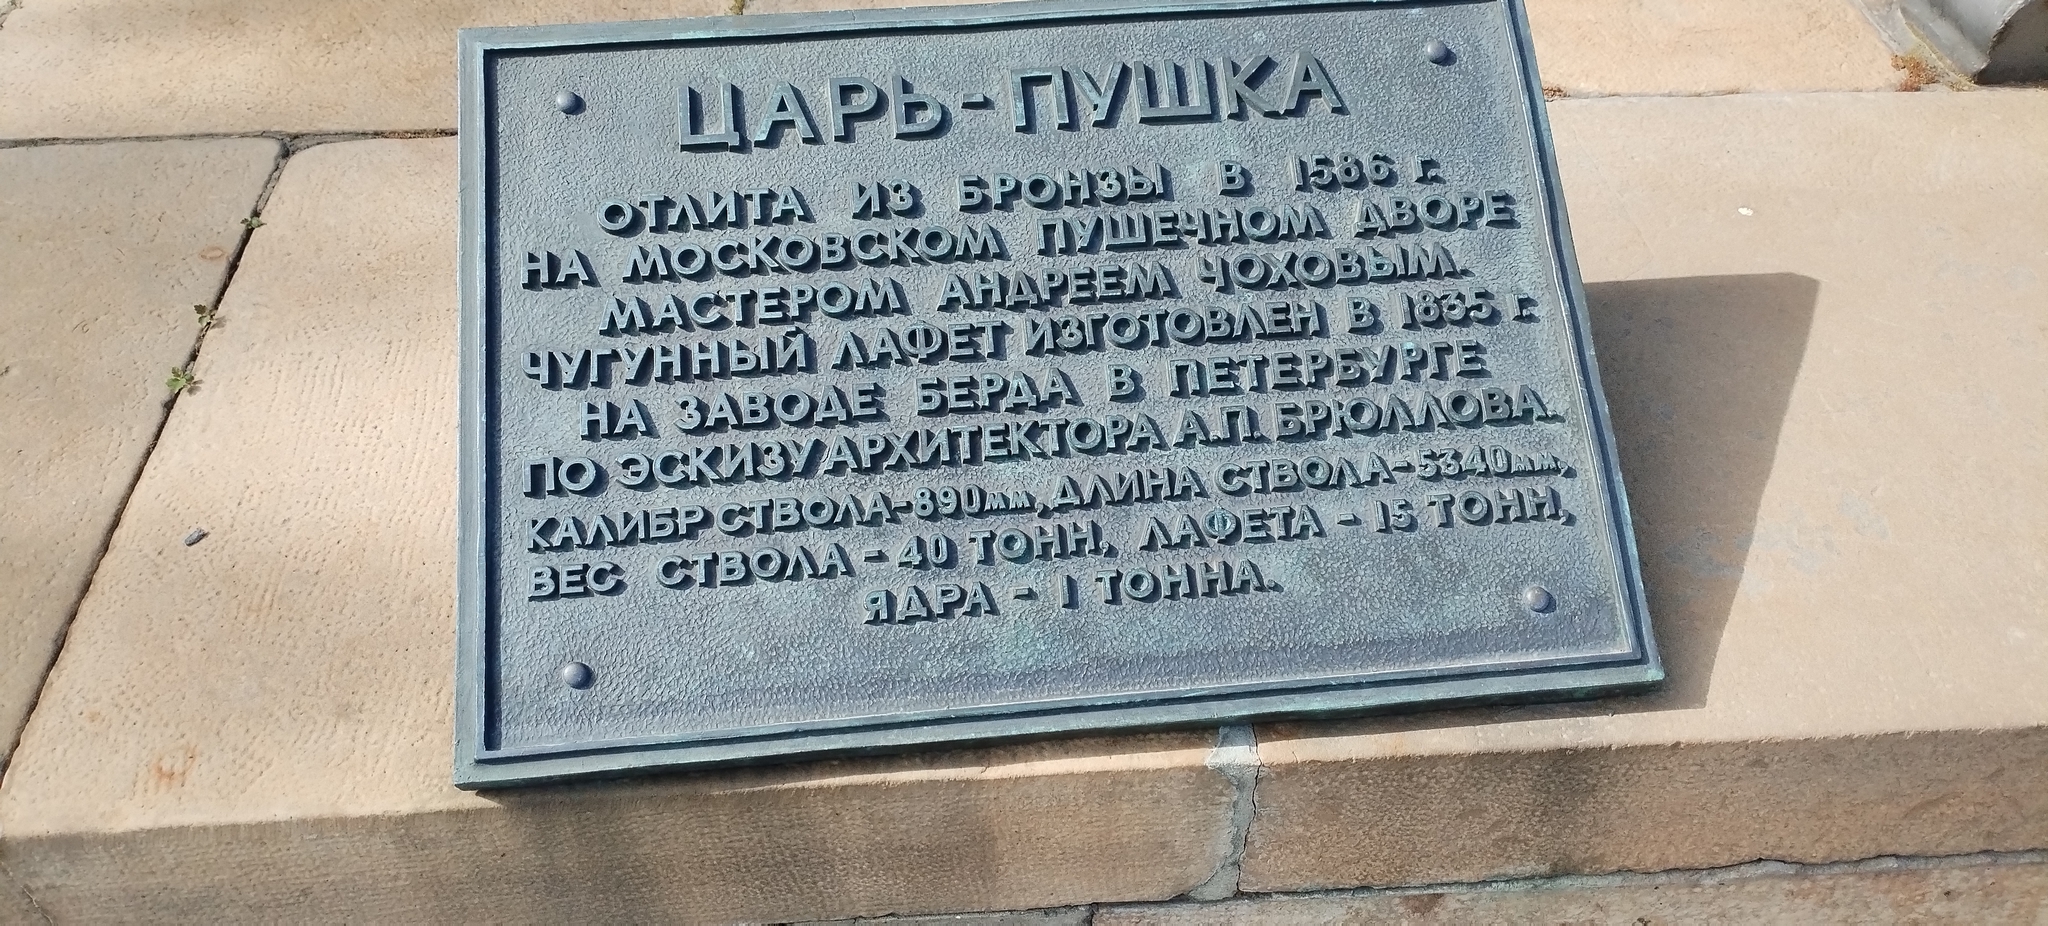 ЦАРЬ-ПУШКА
ОТЛИТА ИЗ БРОНЗЫ В 1586 г.
НА МОСКОВСКОМ ПУШЕЧНОМ ДВОРЕ
МАСТЕРОМ АНДРЕЕМ ЧОХОВЫМ.
ЧУГУННЫЙ ЛАФЕТ ИЗГОТОВЛЕН В 1835 г.
НА ЗАВОДЕ БЕРДА В ПЕТЕРБУРГЕ
ПО ЭСКИЗУ АРХИТЕКТОРА А.П. БРЮЛЛОВА.
КАЛИБР СТВОЛА-890мм, ДЛИНА СТВОЛА-5340мм,
ВЕС СТВОЛА - 40 ТОНН, ЛАФЕТА - 15 ТОНН,
ЯДРА - 1 ТОННА.